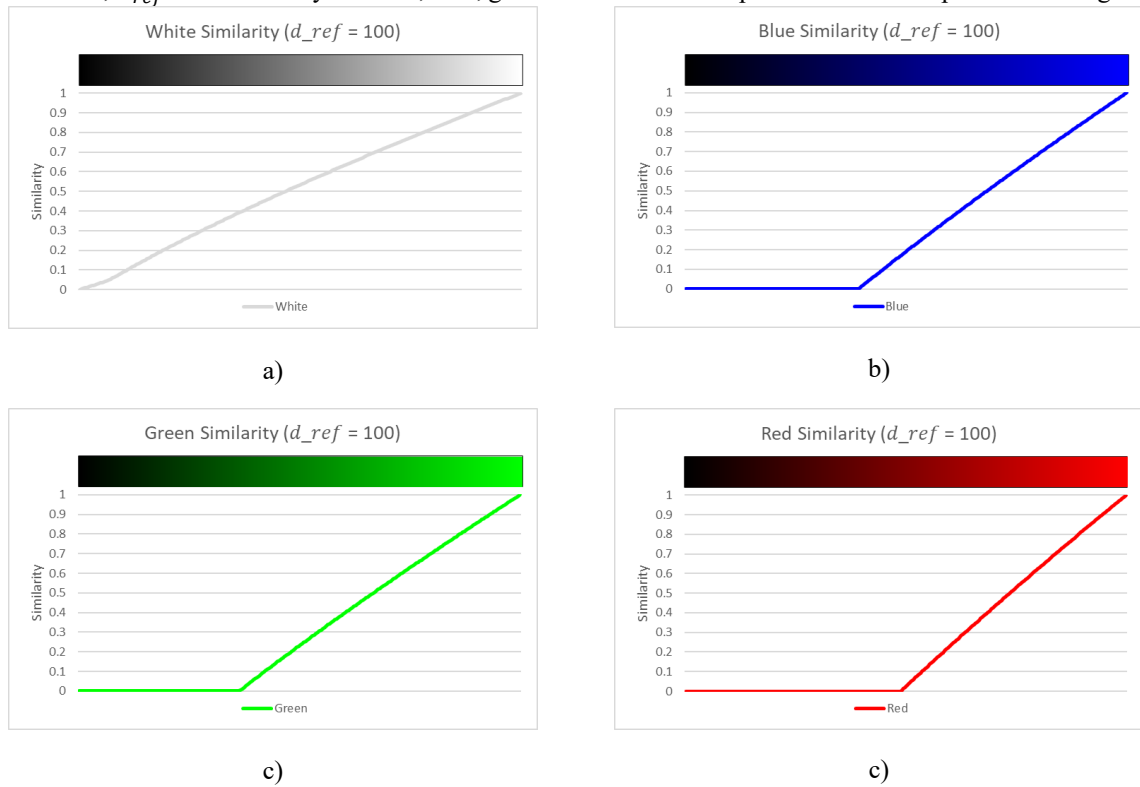 White Similarity (d_ref = 100)
1
0.9
0.8
0.7
0.6
0.5
0.4
0.3
0.2
0.1
0
Similarity
White
a)
Blue Similarity (d_ref = 100)
1
0.9
0.8
0.7
0.6
0.5
0.4
0.3
0.2
0.1
0
Similarity
Blue
b)
Green Similarity (d_ref = 100)
1
0.9
0.8
0.7
0.6
0.5
0.4
0.3
0.2
0.1
0
Similarity
Green
c)
Red Similarity (d_ref = 100)
1
0.9
0.8
0.7
0.6
0.5
0.4
0.3
0.2
0.1
0
Similarity
Red
c)